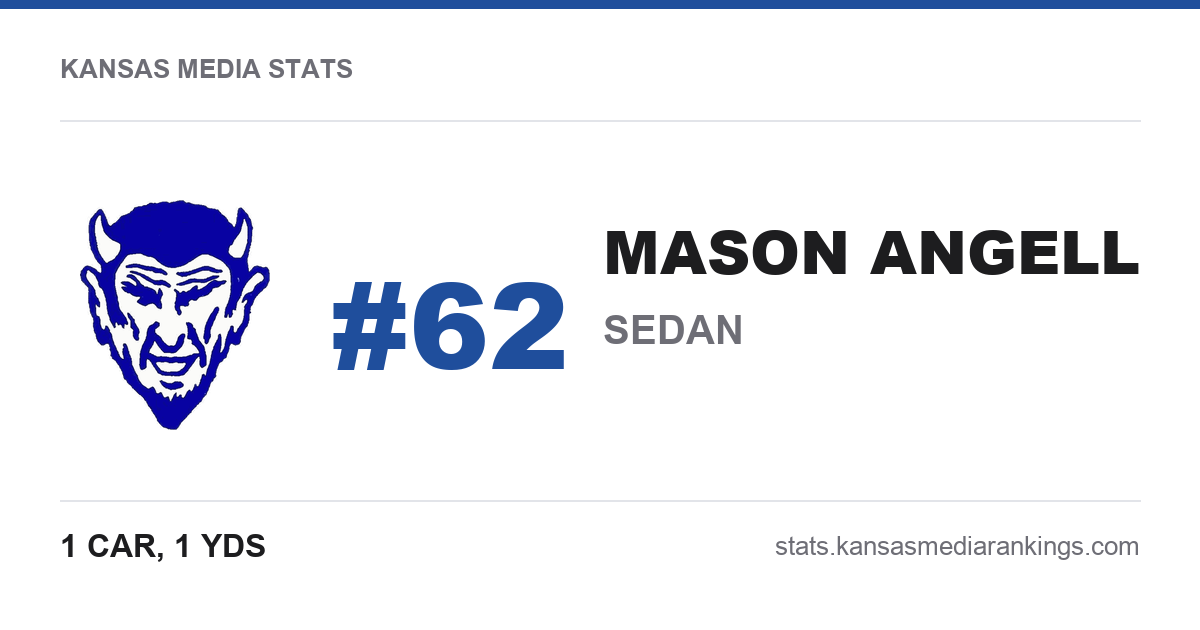 KANSAS MEDIA STATS
#62
MASON ANGELL
SEDAN
1 CAR, 1 YDS
stats.kansasmediarankings.com